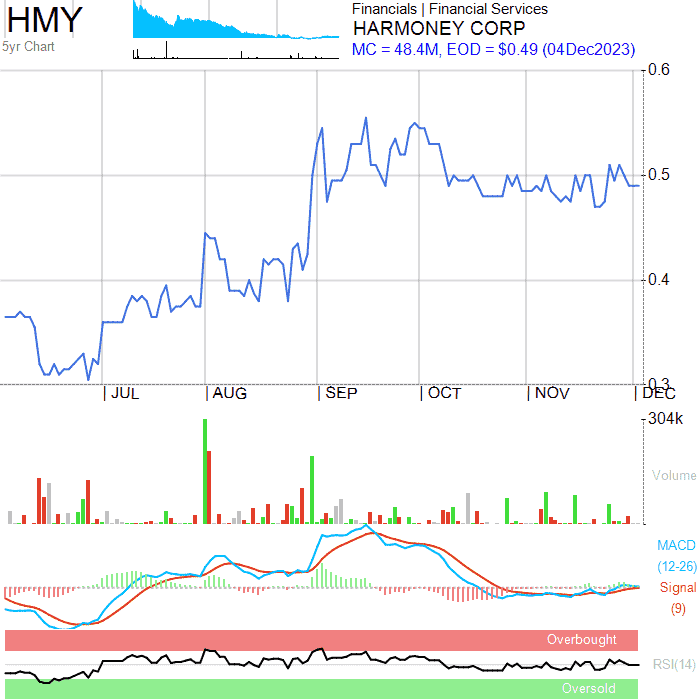 HMY
5yr Chart
Financials | Financial Services
HARMONEY CORP
MC = 48.4M, EOD = $0.49 (04Dec2023)
0.6
0.5
0.4
0.3
JUL
AUG
SEP
OCT
NOV
DEC
304k
Volume
MACD
(12-26)
Signal
(9)
Overbought
RSI(14)
Oversold